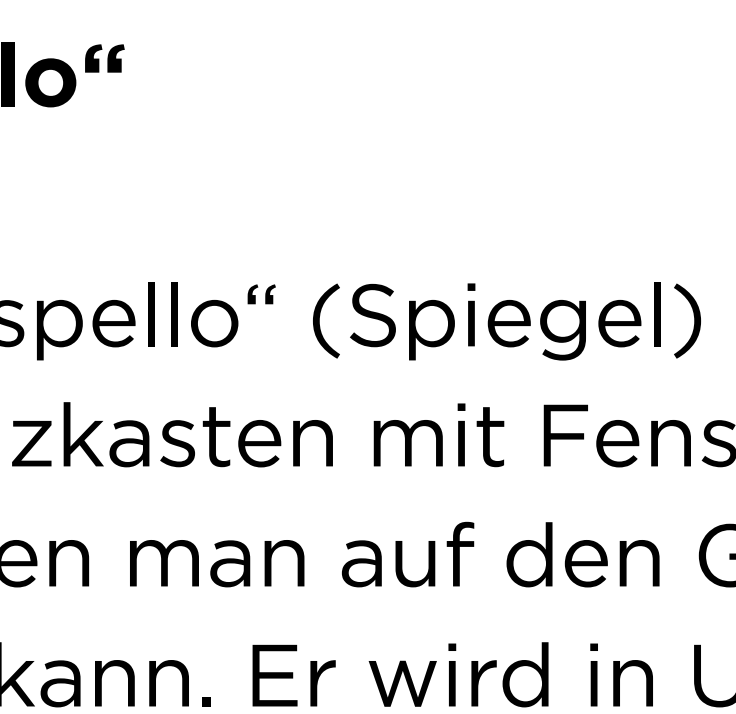 lo“
spello“ (Spiegel)
zkasten mit Fens
en man auf den G
kann. Er wird in U